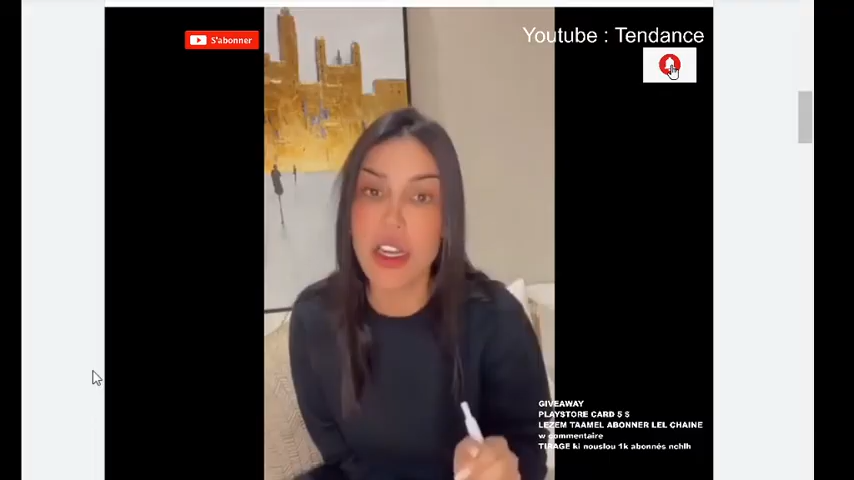 S'abonner
Youtube : Tendance
GIVEAWAY
PLAYSTORE CARD 5 $
LEZEM TAAMEL ABONNER LEL CHAINE
w commentaire
TIRAGE ki nouslou 1k abonnés nchlh